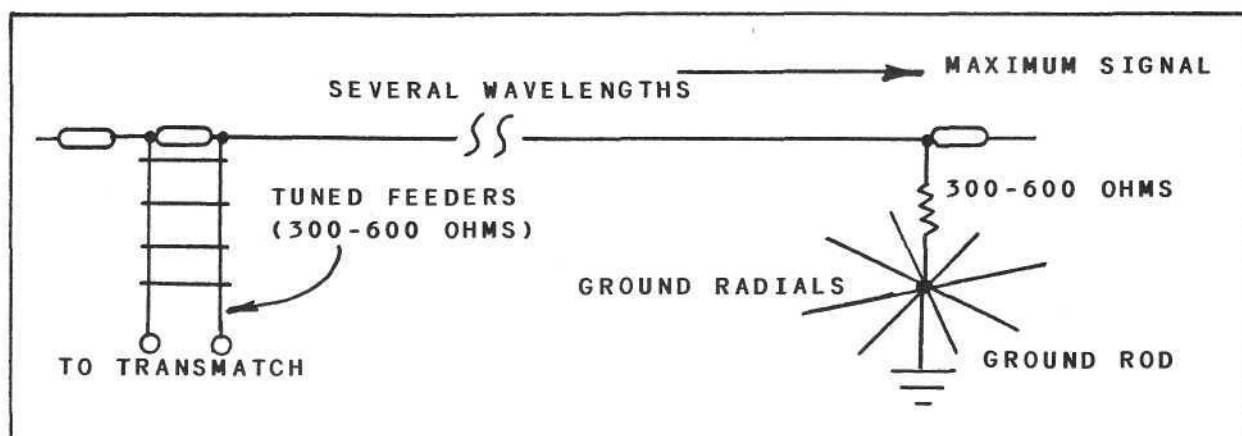 MAXIMUM SIGNAL
SEVERAL WAVELENGTHS
300-600 OHMS
TUNED FEEDERS
(300-600 OHMS)
GROUND RADIALS
GROUND ROD
TO TRANSMATCH